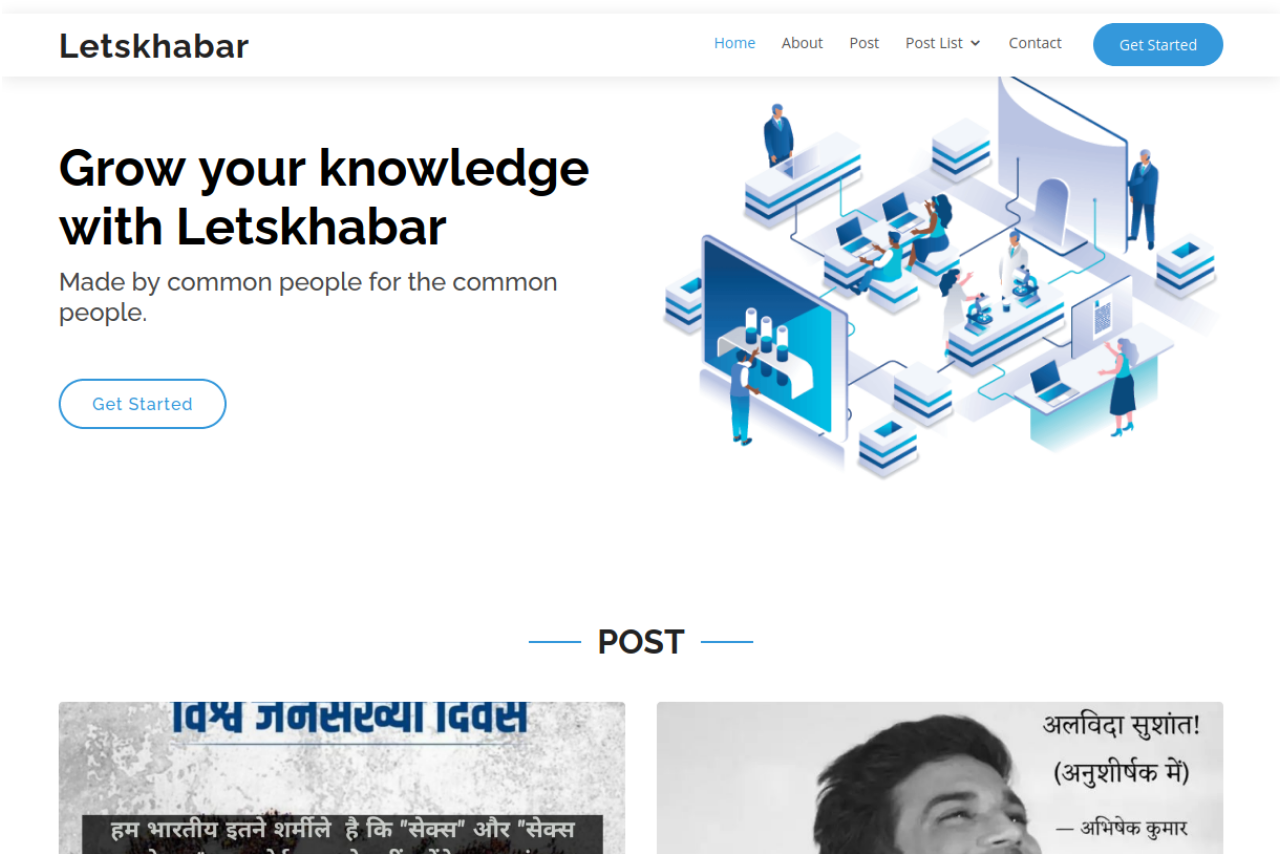 Letskhabar
Home
About
Post
Post List
Contact
Get Started
Grow your knowledge
with Letskhabar
Made by common people for the common
people.
Get Started
POST
विश्व जनसंख्या दिवस
हम भारतीय इतने शर्मीले है कि "सेक्स" और "सेक्स
अलविदा सुशांत!
(अनुशीर्षक में)
— अभिषेक कुमार